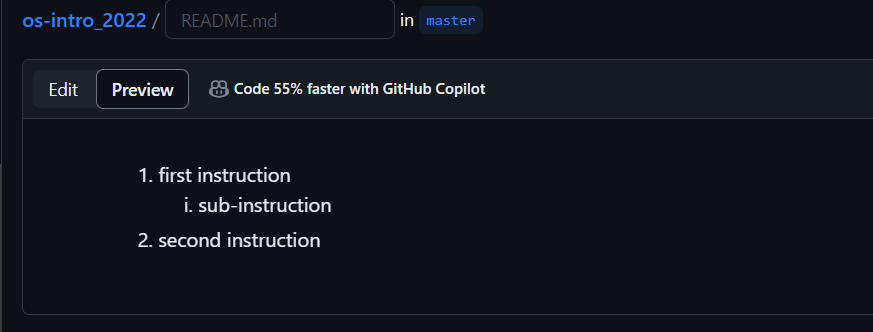 os-intro_2022 / README.md in master
Edit Preview Code 55% faster with GitHub Copilot
1. first instruction
i. sub-instruction
2. second instruction